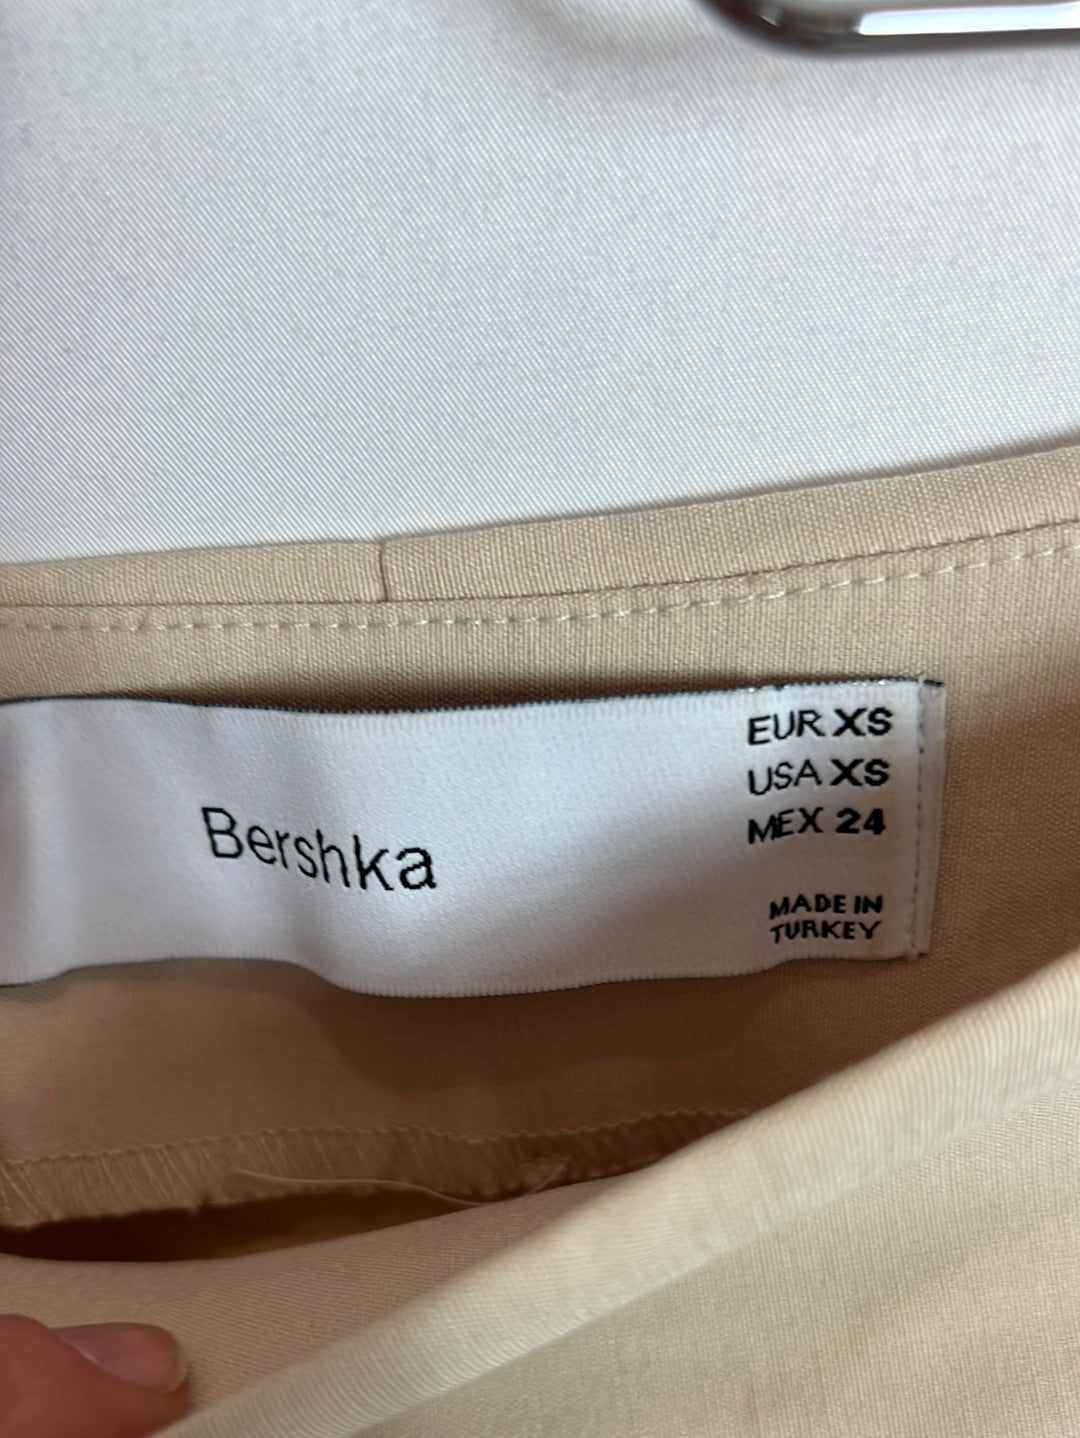 Bershka
EUR XS
USA XS
MEX 24
MADE IN
TURKEY